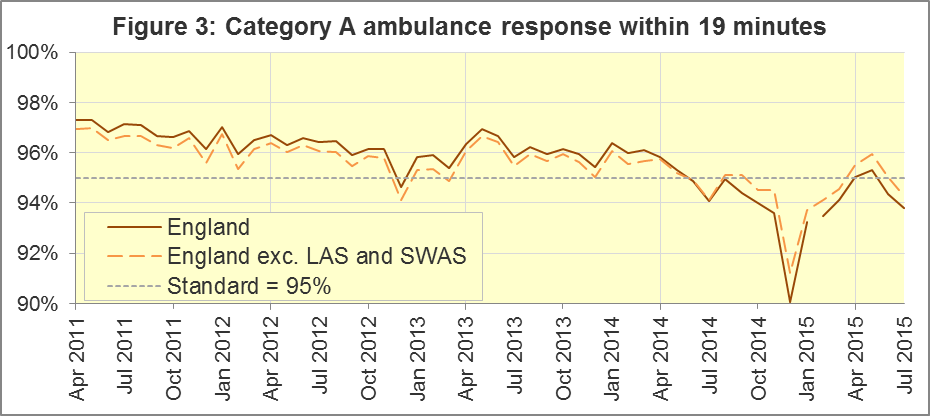 Figure 3: Category A ambulance response within 19 minutes
100%
98%
96%
94%
92%
90%
England
England exc. LAS and SWAS
Standard = 95%
Apr 2011
Jul 2011
Oct 2011
Jan 2012
Apr 2012
Jul 2012
Oct 2012
Jan 2013
Apr 2013
Jul 2013
Oct 2013
Jan 2014
Apr 2014
Jul 2014
Oct 2014
Jan 2015
Apr 2015
Jul 2015